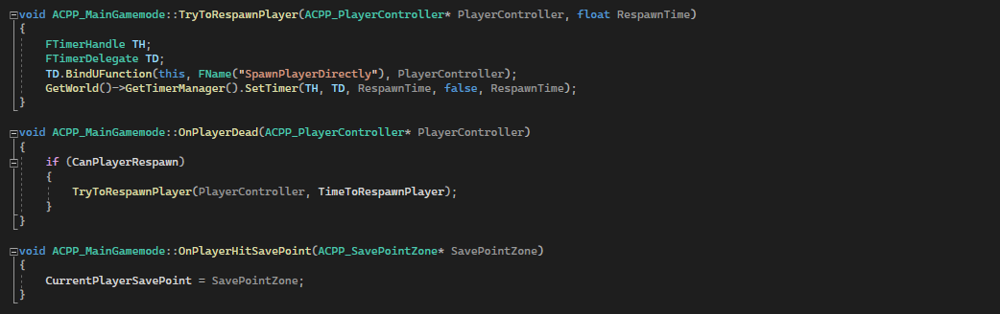 void ACPP_MainGamemode::TryToRespawnPlayer(ACPP_PlayerController* PlayerController, float RespawnTime)
{
    FTimerHandle TH;
    FTimerDelegate TD;
    TD.BindUFunction(this, FName("SpawnPlayerDirectly"), PlayerController);
    GetWorld()->GetTimerManager().SetTimer(TH, TD, RespawnTime, false, RespawnTime);
}
void ACPP_MainGamemode::OnPlayerDead(ACPP_PlayerController* PlayerController)
{
    if (CanPlayerRespawn)
    {
        TryToRespawnPlayer(PlayerController, TimeToRespawnPlayer);
    }
}
void ACPP_MainGamemode::OnPlayerHitSavePoint(ACPP_SavePointZone* SavePointZone)
{
    CurrentPlayerSavePoint = SavePointZone;
}